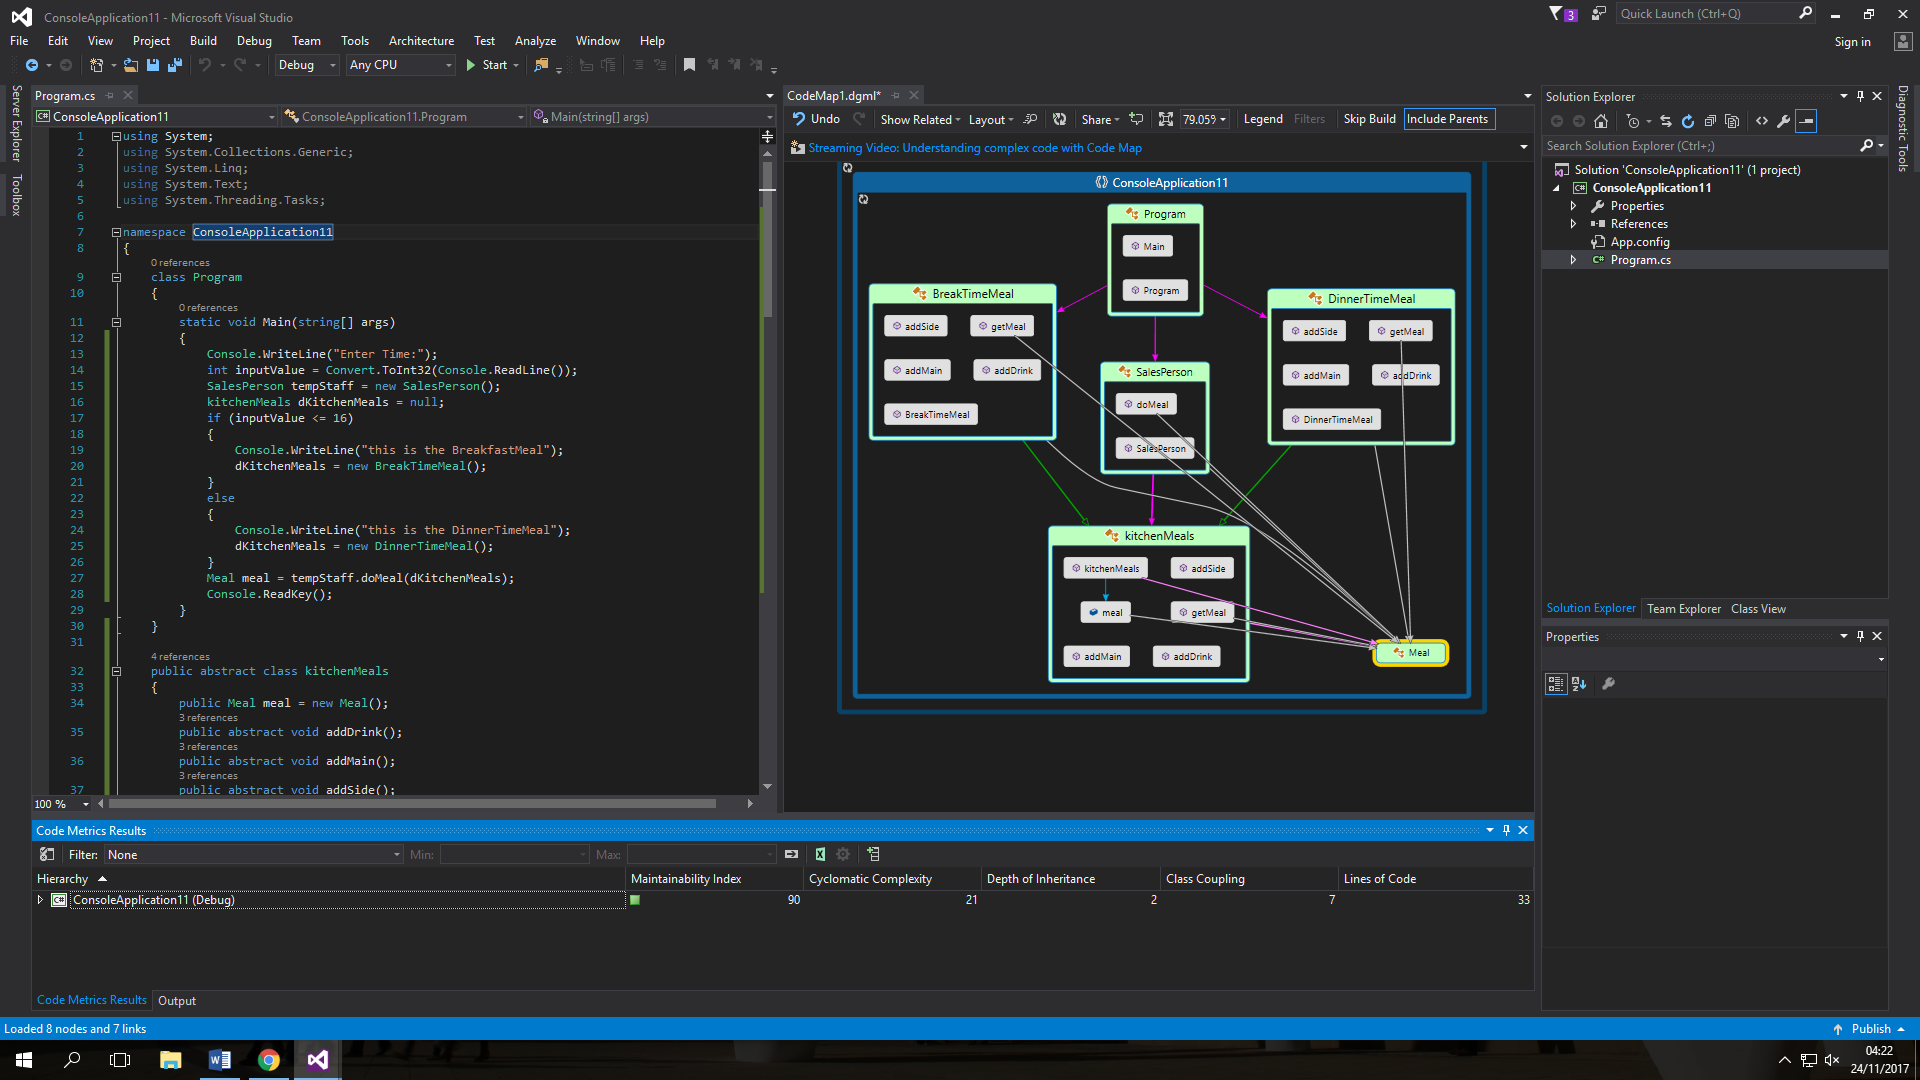 ConsoleApplication11 - Microsoft Visual Studio
3
Quick Launch (Ctrl+Q)
File Edit View Project Build Debug Team Tools Architecture Test Analyze Window Help
Sign in
Debug Any CPU Start
Server Explorer
Toolbox
Program.cs
ConsoleApplication11 ConsoleApplication11.Program Main(string[] args)
1 using System;
2 using System.Collections.Generic;
3 using System.Linq;
4 using System.Text;
5 using System.Threading.Tasks;
6
7 namespace ConsoleApplication11
8 {
0 references
9 class Program
10 {
0 references
11 static void Main(string[] args)
12 {
13 Console.WriteLine("Enter Time:");
14 int inputValue = Convert.ToInt32(Console.ReadLine());
15 SalesPerson tempStaff = new SalesPerson();
16 kitchenMeals dKitchenMeals = null;
17 if (inputValue <= 16)
18 {
19 Console.WriteLine("this is the BreakfastMeal");
20 dKitchenMeals = new BreakTimeMeal();
21 }
22 else
23 {
24 Console.WriteLine("this is the DinnerTimeMeal");
25 dKitchenMeals = new DinnerTimeMeal();
26 }
27 Meal meal = tempStaff.doMeal(dKitchenMeals);
28 Console.ReadKey();
29 }
30 }
31
4 references
32 public abstract class kitchenMeals
33 {
34 public Meal meal = new Meal();
3 references
35 public abstract void addDrink();
3 references
36 public abstract void addMain();
3 references
37 public abstract void addSide();
100 %
CodeMap1.dgml*
Undo Show Related Layout Share 79.05% Legend Filters Skip Build Include Parents
Streaming Video: Understanding complex code with Code Map
ConsoleApplication11
Program
Main
Program
BreakTimeMeal
addSide getMeal
addMain addDrink
BreakTimeMeal
DinnerTimeMeal
addSide getMeal
addMain addDrink
DinnerTimeMeal
SalesPerson
doMeal
SalesPerson
kitchenMeals
kitchenMeals addSide
meal getMeal
addMain addDrink
Meal
Solution Explorer
Search Solution Explorer (Ctrl+;)
Solution 'ConsoleApplication11' (1 project)
ConsoleApplication11
Properties
References
App.config
Program.cs
Solution Explorer Team Explorer Class View
Properties
Diagnostic Tools
Code Metrics Results
Filter: None Min: Max:
Hierarchy Maintainability Index Cyclomatic Complexity Depth of Inheritance Class Coupling Lines of Code
ConsoleApplication11 (Debug) 90 21 2 7 33
Code Metrics Results Output
Loaded 8 nodes and 7 links
Publish
04:22
24/11/2017